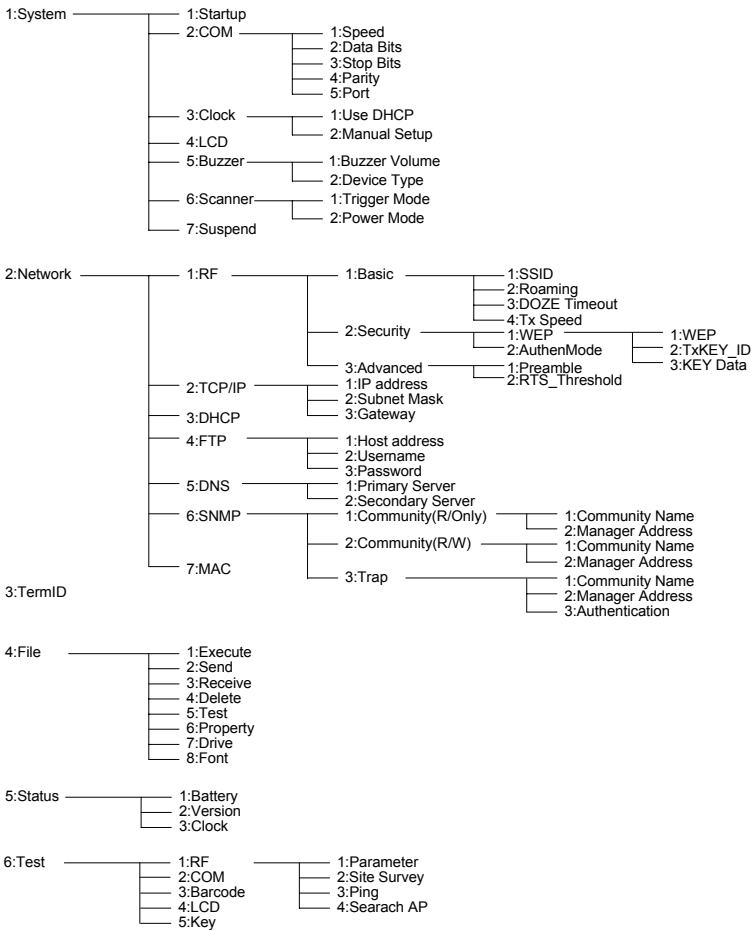 1:System
1:Startup
2:COM
1:Speed
2:Data Bits
3:Stop Bits
4:Parity
5:Port
3:Clock
1:Use DHCP
2:Manual Setup
4:LCD
5:Buzzer
1:Buzzer Volume
2:Device Type
6:Scanner
1:Trigger Mode
2:Power Mode
7:Suspend
2:Network
1:RF
1:Basic
1:SSID
2:Roaming
3:DOZE Timeout
4:Tx Speed
2:Security
1:WEP
1:WEP
2:TxKEY_ID
3:KEY Data
2:AuthenMode
3:Advanced
1:Preamble
2:RTS_Threshold
2:TCP/IP
1:IP address
2:Subnet Mask
3:Gateway
3:DHCP
4:FTP
1:Host address
2:Username
3:Password
5:DNS
1:Primary Server
2:Secondary Server
6:SNMP
1:Community(R/Only)
1:Community Name
2:Manager Address
2:Community(R/W)
1:Community Name
2:Manager Address
3:Trap
1:Community Name
2:Manager Address
3:Authentication
7:MAC
3:TermID
4:File
1:Execute
2:Send
3:Receive
4:Delete
5:Test
6:Property
7:Drive
8:Font
5:Status
1:Battery
2:Version
3:Clock
6:Test
1:RF
1:Parameter
2:Site Survey
3:Ping
4:Searach AP
2:COM
3:Barcode
4:LCD
5:Key